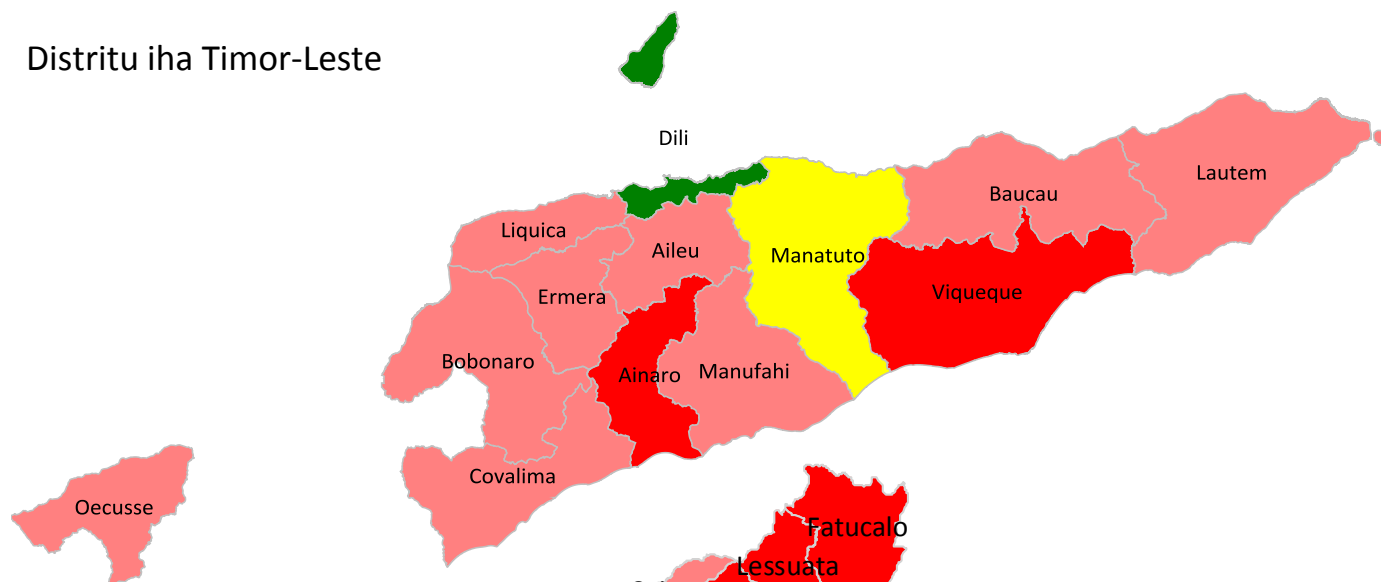 Distritu iha Timor-Leste
Dili
Lautem
Baucau
Liquica
Aileu
Manatuto
Viqueque
Ermera
Bobonaro
Ainaro
Manufahi
Covalima
Oecusse
Fatucalo
Lessuata